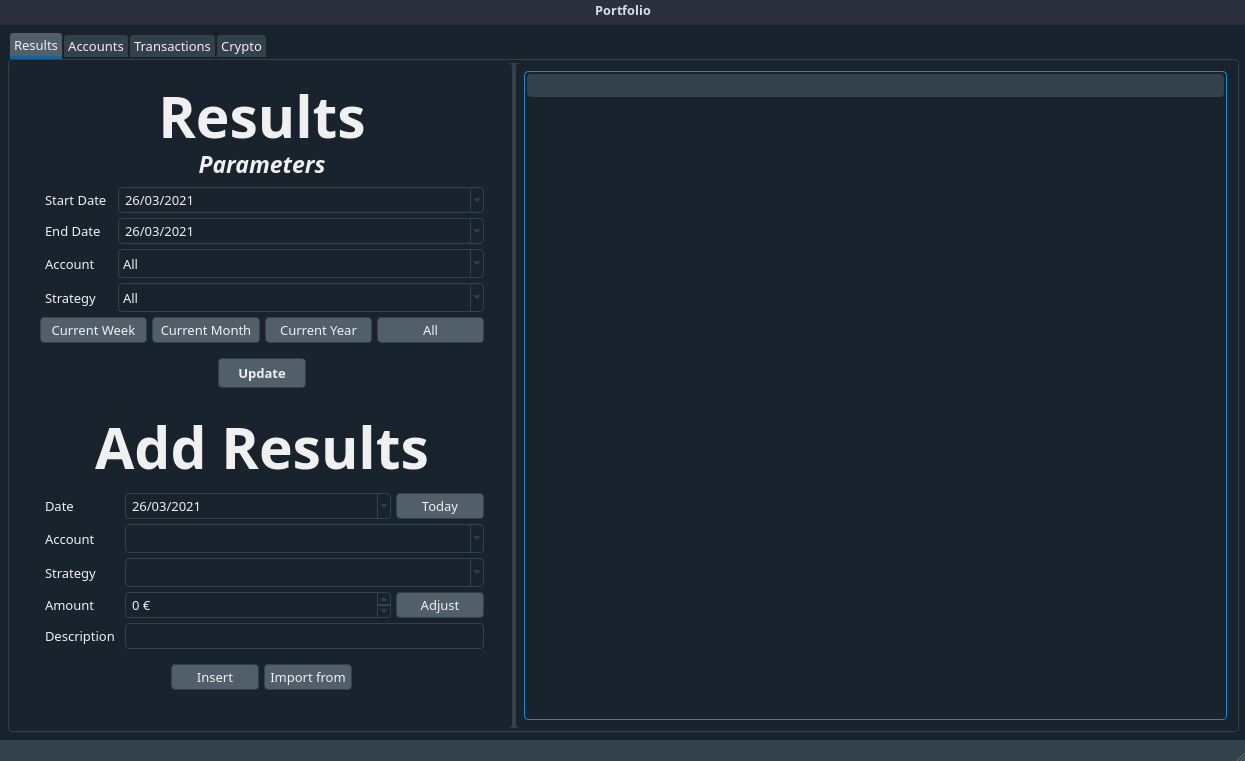 Portfolio
Results Accounts Transactions Crypto
Results
Parameters
Start Date 26/03/2021
End Date 26/03/2021
Account All
Strategy All
Current Week Current Month Current Year All
Update
Add Results
Date 26/03/2021 Today
Account
Strategy
Amount 0 € Adjust
Description
Insert Import from